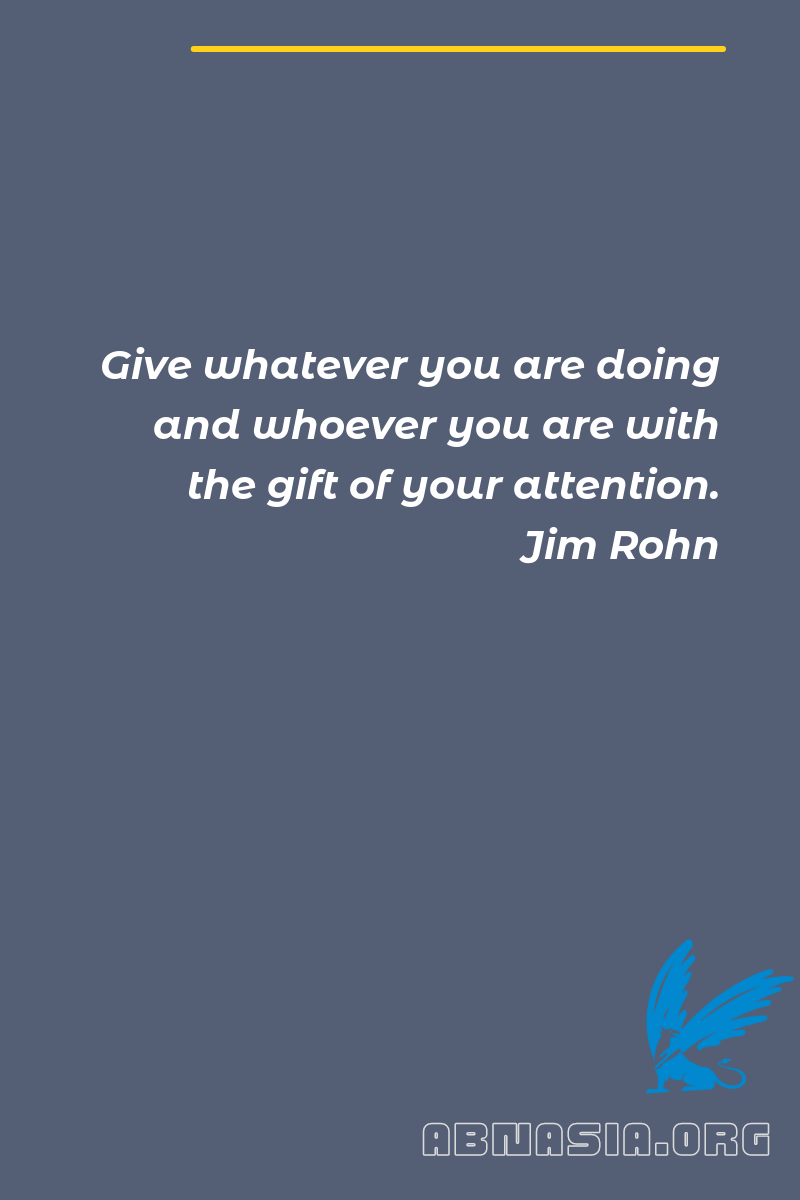 Give whatever you are doing
and whoever you are with
the gift of your attention.
Jim Rohn
ABNASIA.ORG